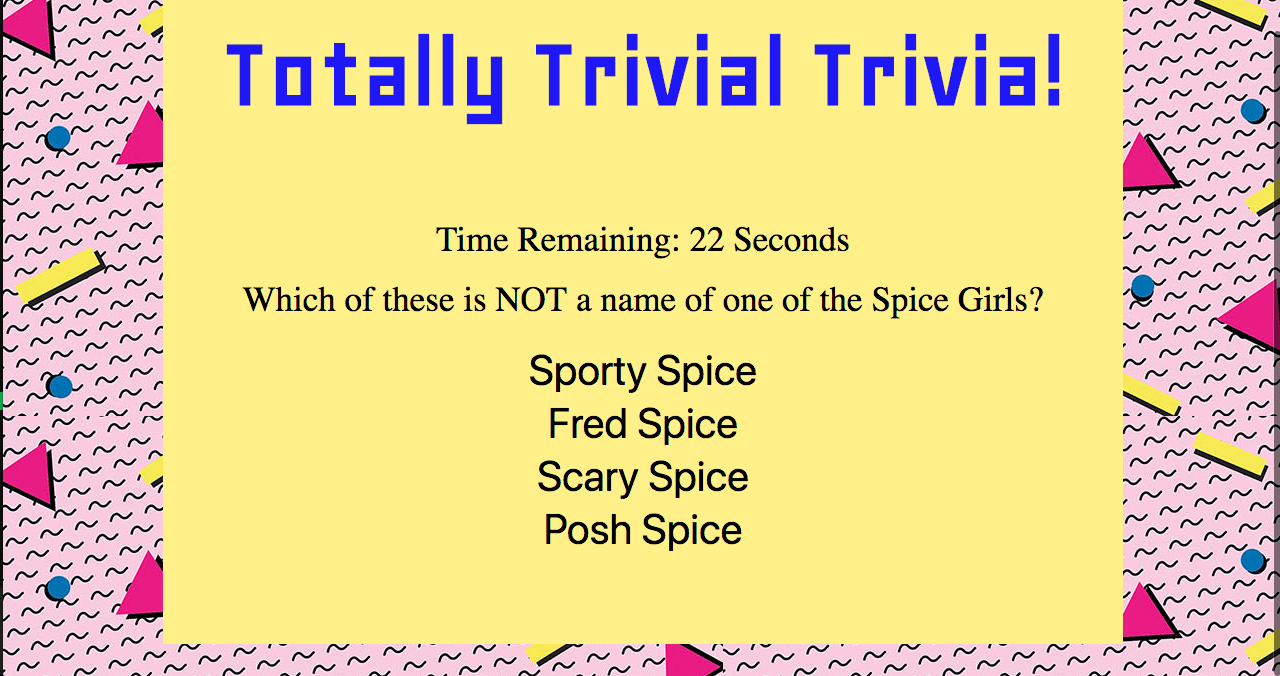 Totally Trivial Trivia!
Time Remaining: 22 Seconds
Which of these is NOT a name of one of the Spice Girls?
Sporty Spice
Fred Spice
Scary Spice
Posh Spice